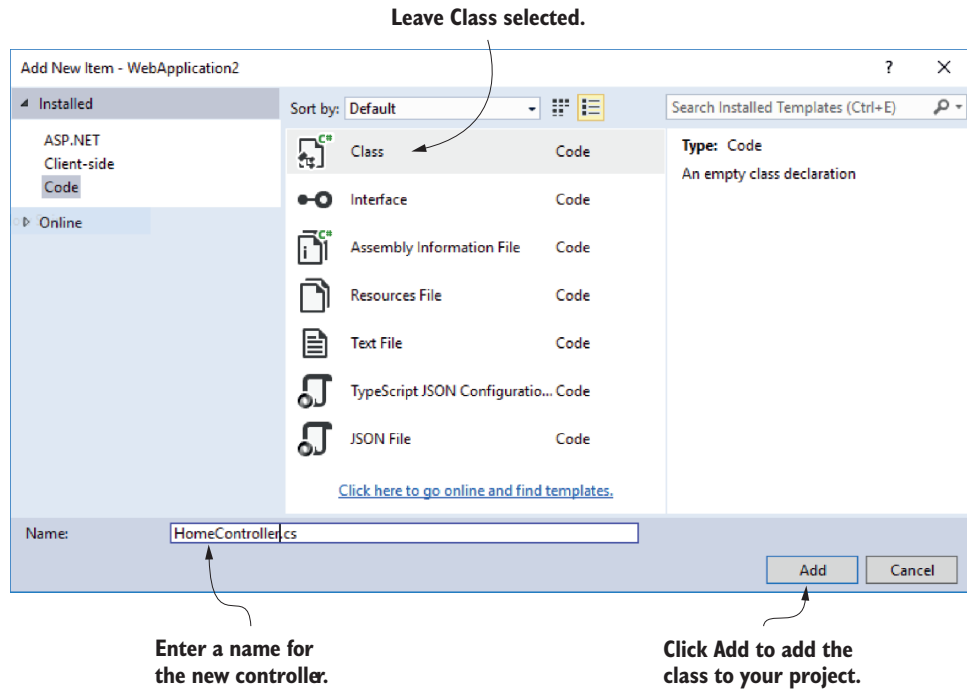 Leave Class selected.
Add New Item - WebApplication2
?
Installed
Sort by: Default
Search Installed Templates (Ctrl+E)
ASP.NET
Client-side
Code
Online
C#
Class Code
Interface Code
C#
Assembly Information File Code
Resources File Code
Text File Code
TypeScript JSON Configuratio... Code
JSON File Code
Click here to go online and find templates.
Type: Code
An empty class declaration
Name: HomeController.cs
Add Cancel
Enter a name for
the new controller.
Click Add to add the
class to your project.